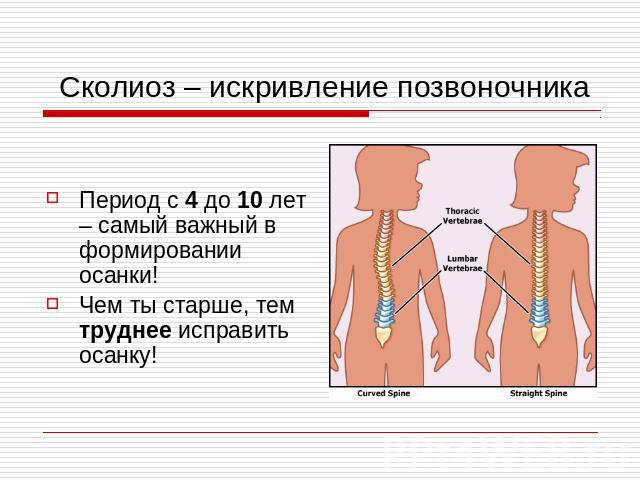 Сколиоз – искривление позвоночника
Период с 4 до 10 лет
– самый важный в
формировании
осанки!
Чем ты старше, тем
труднее исправить
осанку!
Thoracic
Vertebrae
Lumbar
Vertebrae
Curved Spine
Straight Spine